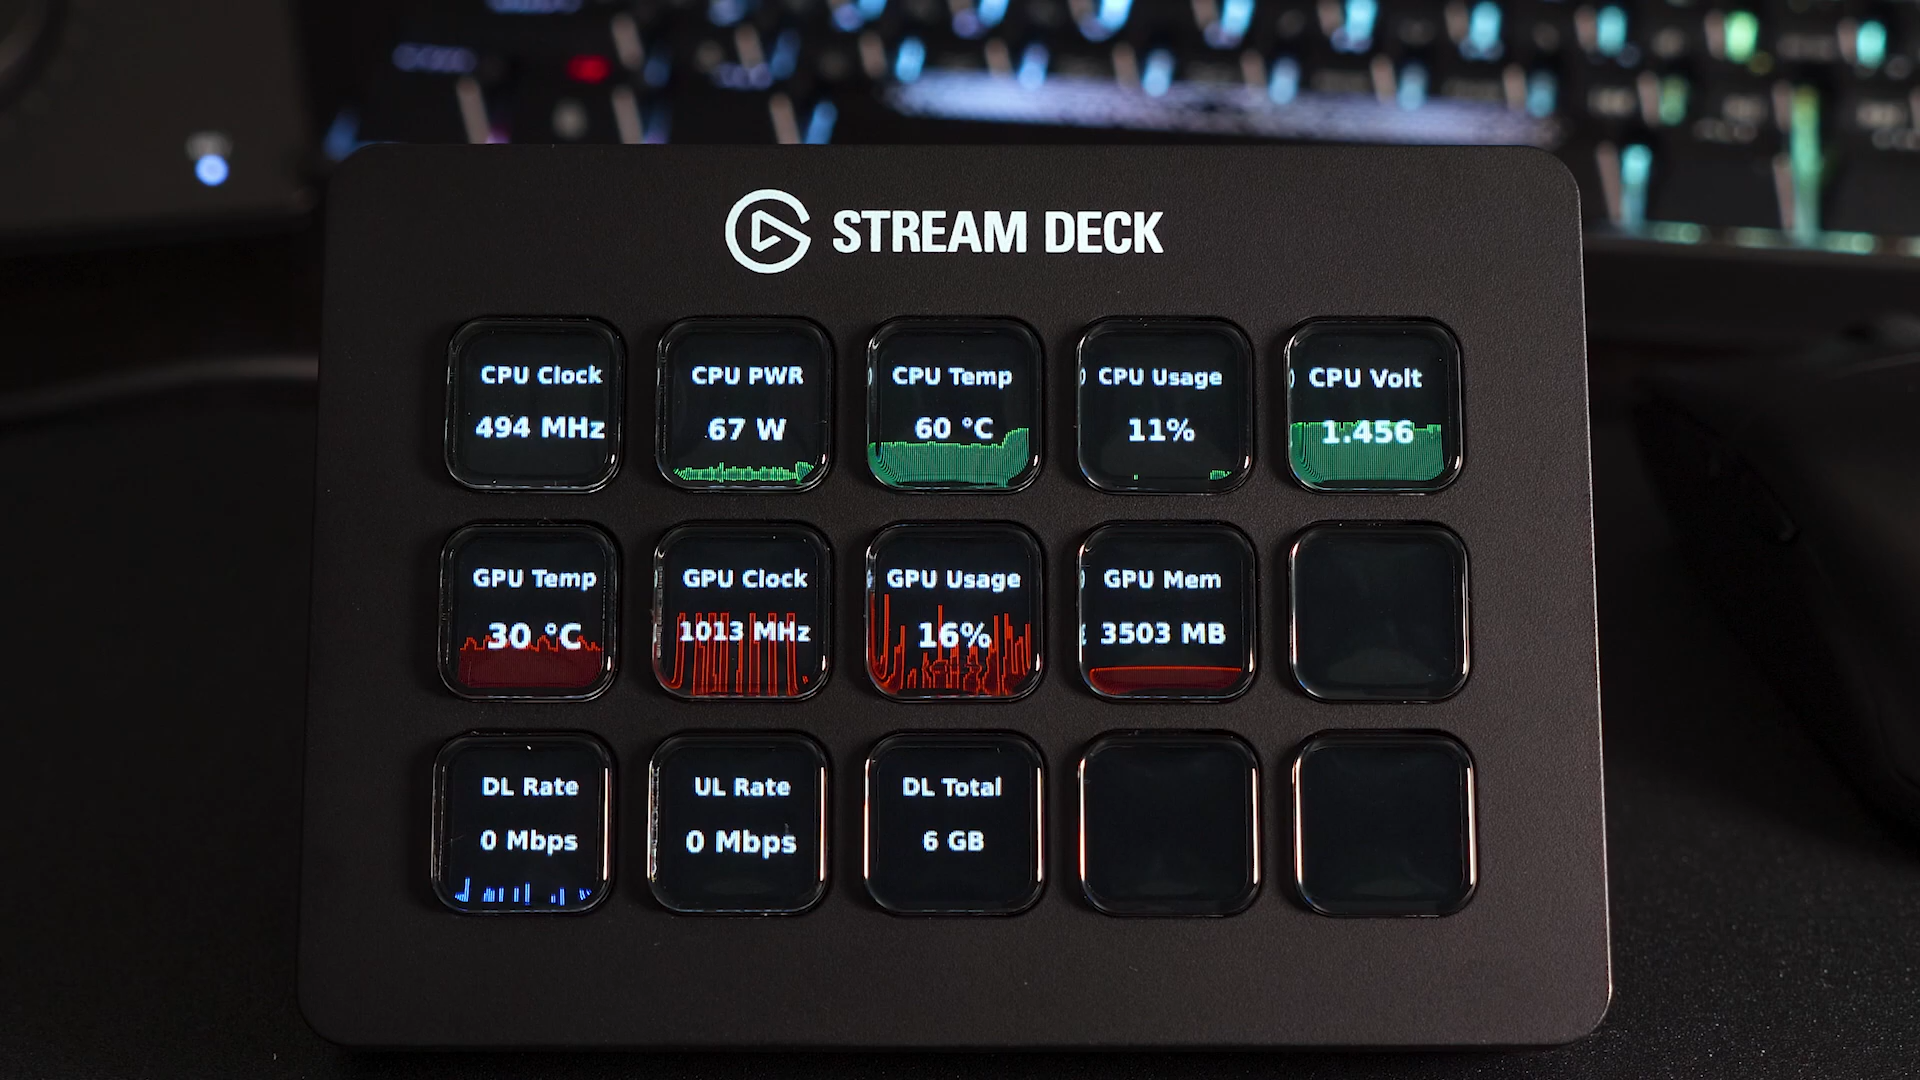 STREAM DECK
CPU Clock
494 MHz
CPU PWR
67 W
CPU Temp
60 °C
CPU Usage
11%
CPU Volt
1.456
GPU Temp
30 °C
GPU Clock
1013 MHz
GPU Usage
16%
GPU Mem
3503 MB
DL Rate
0 Mbps
UL Rate
0 Mbps
DL Total
6 GB